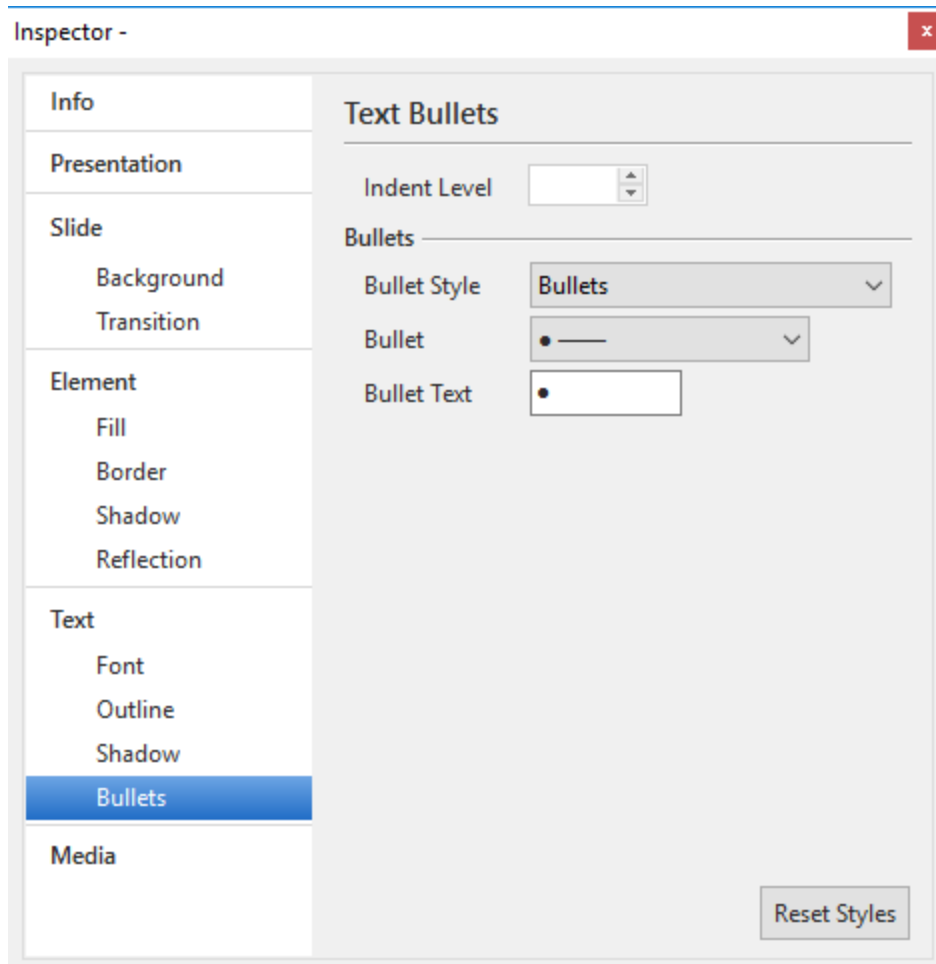 Inspector -
x
Info
Presentation
Slide
Background
Transition
Element
Fill
Border
Shadow
Reflection
Text
Font
Outline
Shadow
Bullets
Media
Text Bullets
Indent Level
Bullets
Bullet Style Bullets
Bullet ●
Bullet Text ●
Reset Styles